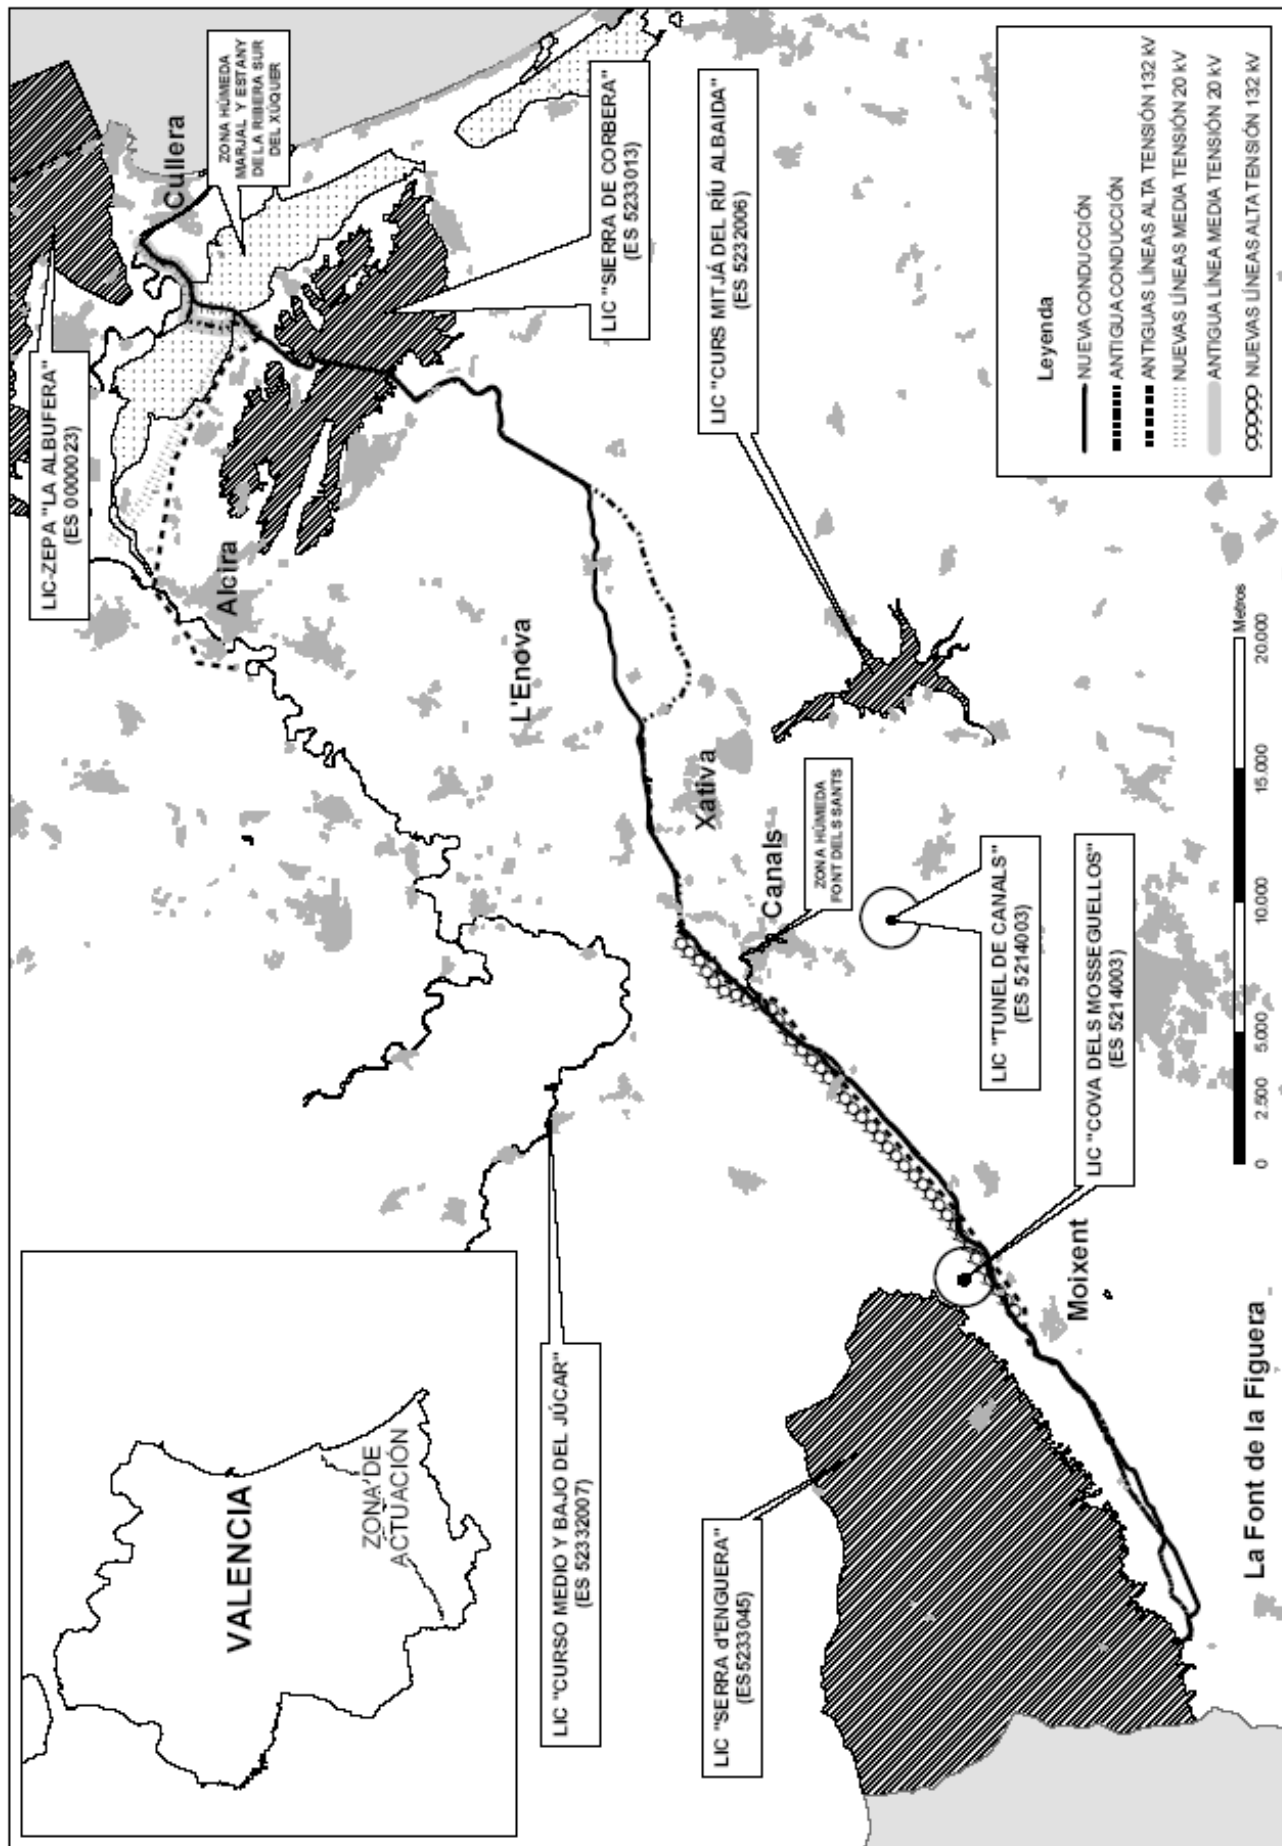 VALENCIA
ZONA DE
ACTUACIÓN
LIC-ZEPA "LA ALBUFERA"
(ES 0000023)
Cullera
ZONA HÚMEDA
MARJAL Y ESTANY
DE LA RIBERA SUR
DEL XÚQUER
Alcira
LIC "SIERRA DE CORBERA"
(ES 5233013)
L'Enova
LIC "CURSO MEDIO Y BAJO DEL JÚCAR"
(ES 52332007)
LIC "CURS MITJÁ DEL RÍU ALBAIDA"
(ES 5232006)
Xativa
Canals
ZONA HÚMEDA
FONT DELS SANTS
LIC "SERRA d'ENGUERA"
(ES5233045)
LIC "TUNEL DE CANALS"
(ES 5214003)
LIC "COVA DELS MOSSEGUELLOS"
(ES 5214003)
Moixent
La Font de la Figuera
Leyenda
NUEVA CONDUCCIÓN
ANTIGUA CONDUCCIÓN
ANTIGUAS LÍNEAS ALTA TENSIÓN 132 kV
NUEVAS LÍNEAS MEDIA TENSIÓN 20 kV
ANTIGUA LÍNEA MEDIA TENSIÓN 20 kV
NUEVAS LÍNEAS ALTA TENSIÓN 132 kV
0 2.500 5.000 10.000 15.000 20.000
Metros